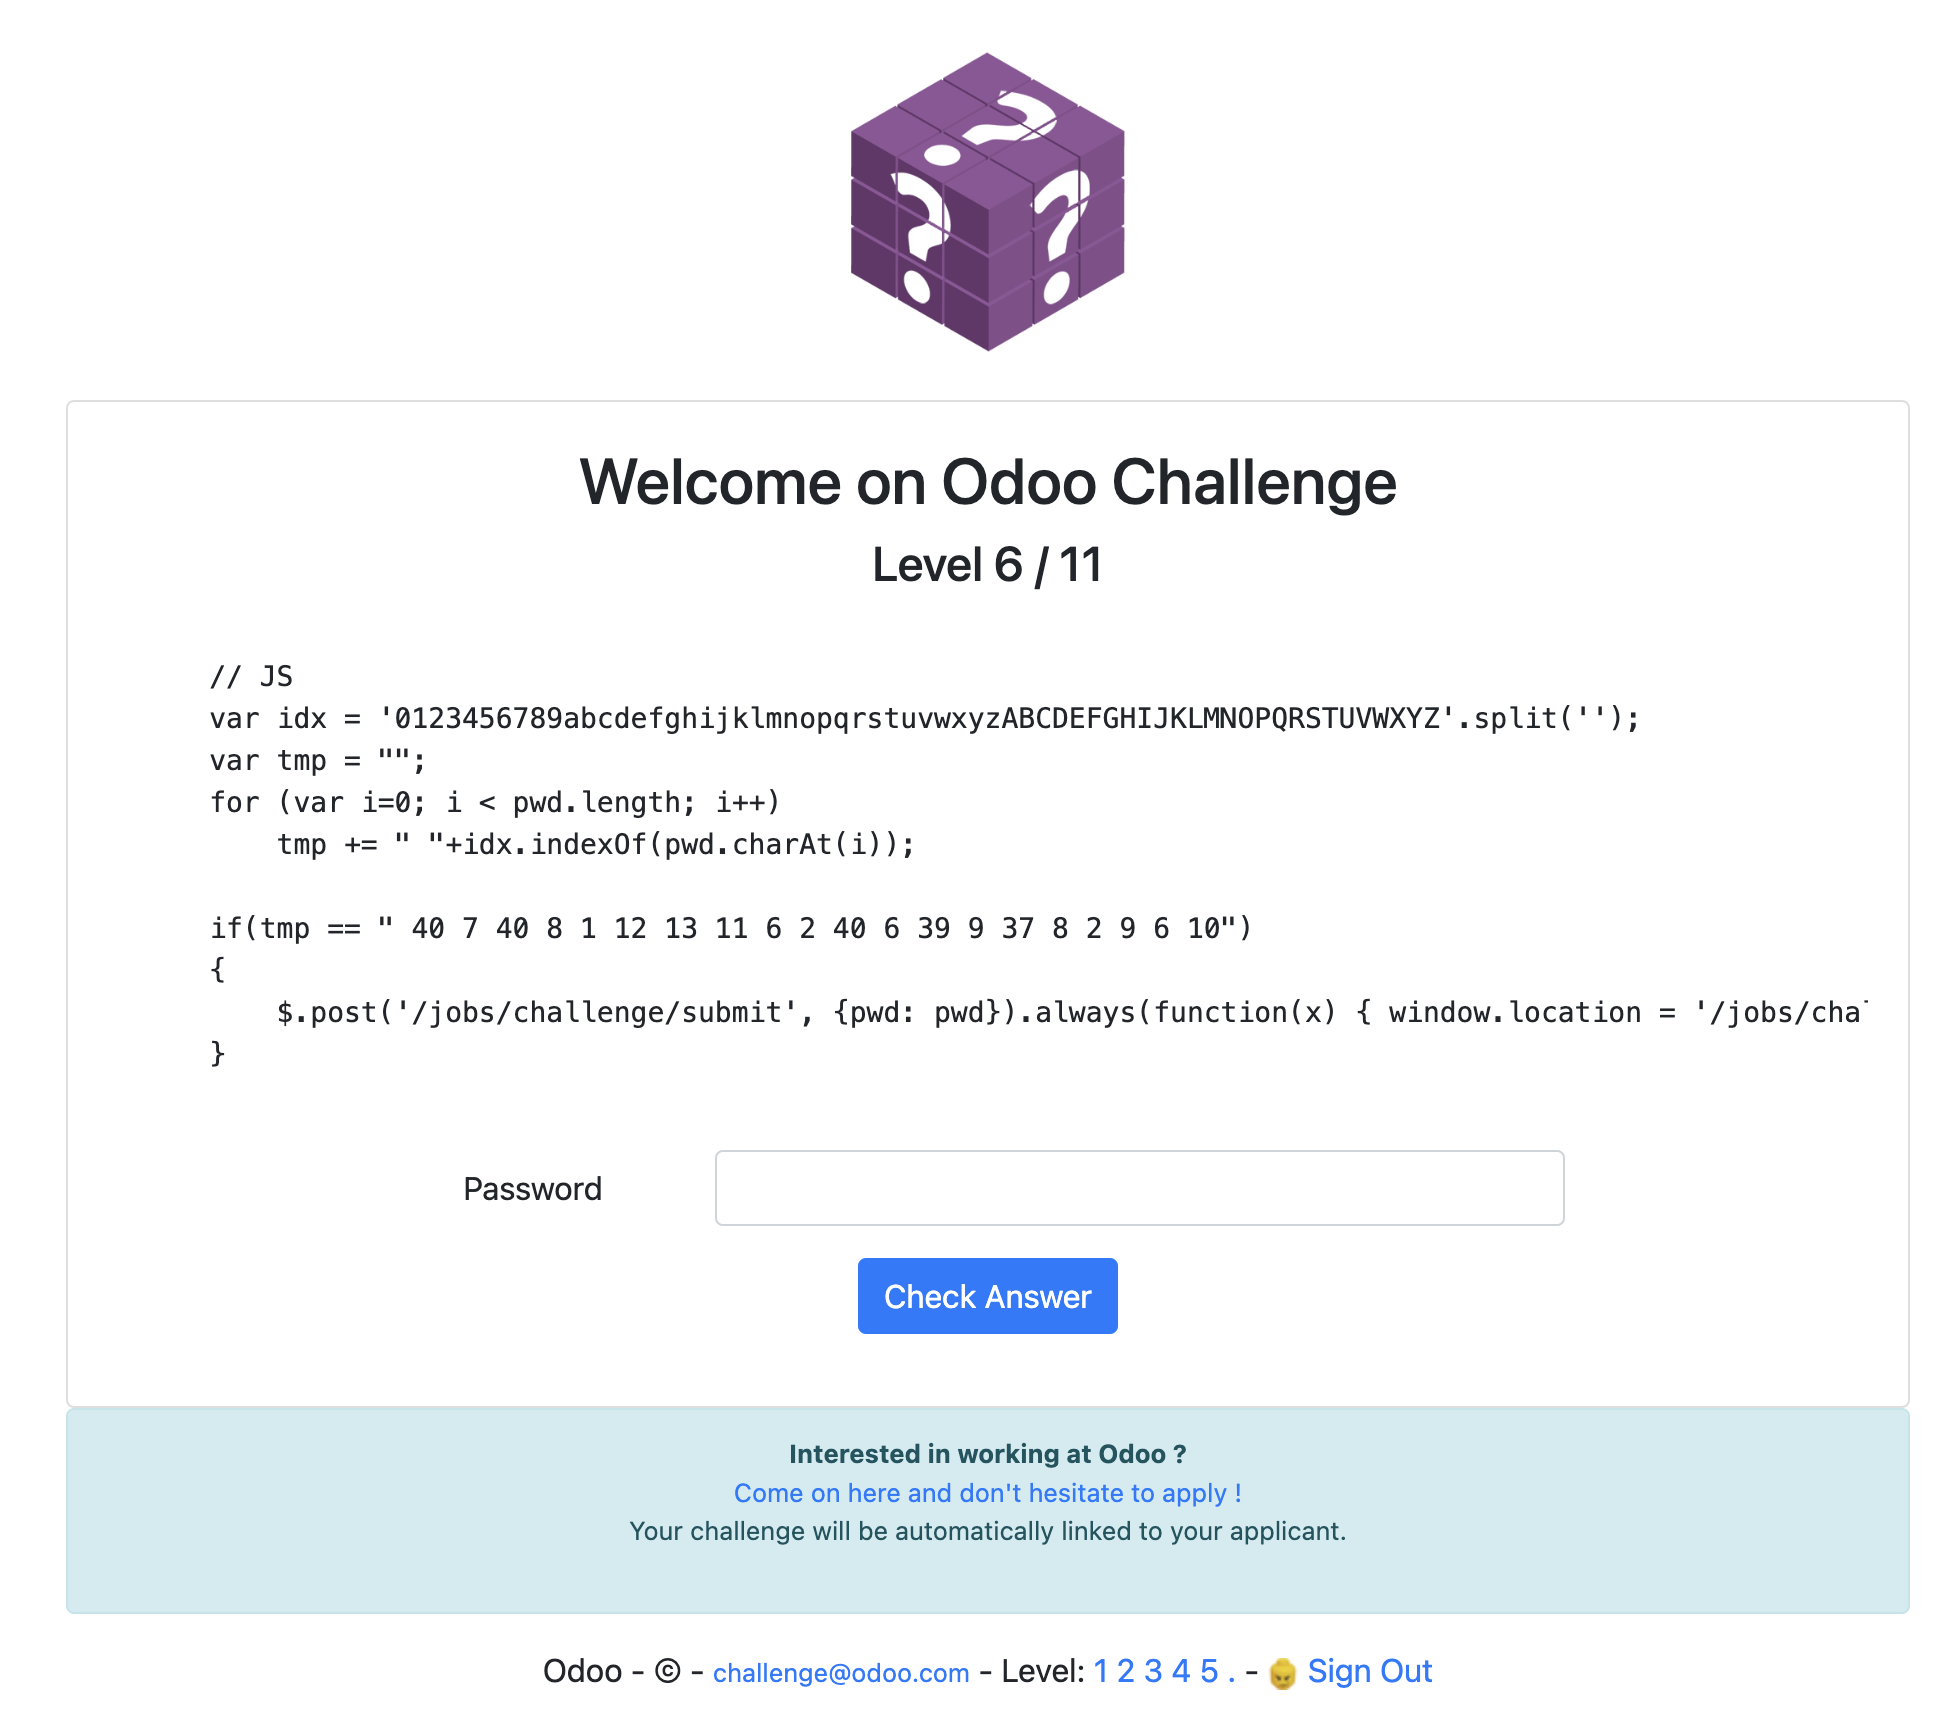 Welcome on Odoo Challenge
Level 6 / 11
// JS
var idx = '0123456789abcdefghijklmnopqrstuvwxyzABCDEFGHIJKLMNOPQRSTUVWXYZ'.split('');
var tmp = "";
for (var i=0; i < pwd.length; i++)
    tmp += " "+idx.indexOf(pwd.charAt(i));
if(tmp == " 40 7 40 8 1 12 13 11 6 2 40 6 39 9 37 8 2 9 6 10")
{
    $.post('/jobs/challenge/submit', {pwd: pwd}).always(function(x) { window.location = '/jobs/cha
}
Password
Check Answer
Interested in working at Odoo ?
Come on here and don't hesitate to apply !
Your challenge will be automatically linked to your applicant.
Odoo - © - challenge@odoo.com - Level: 1 2 3 4 5 . - Sign Out